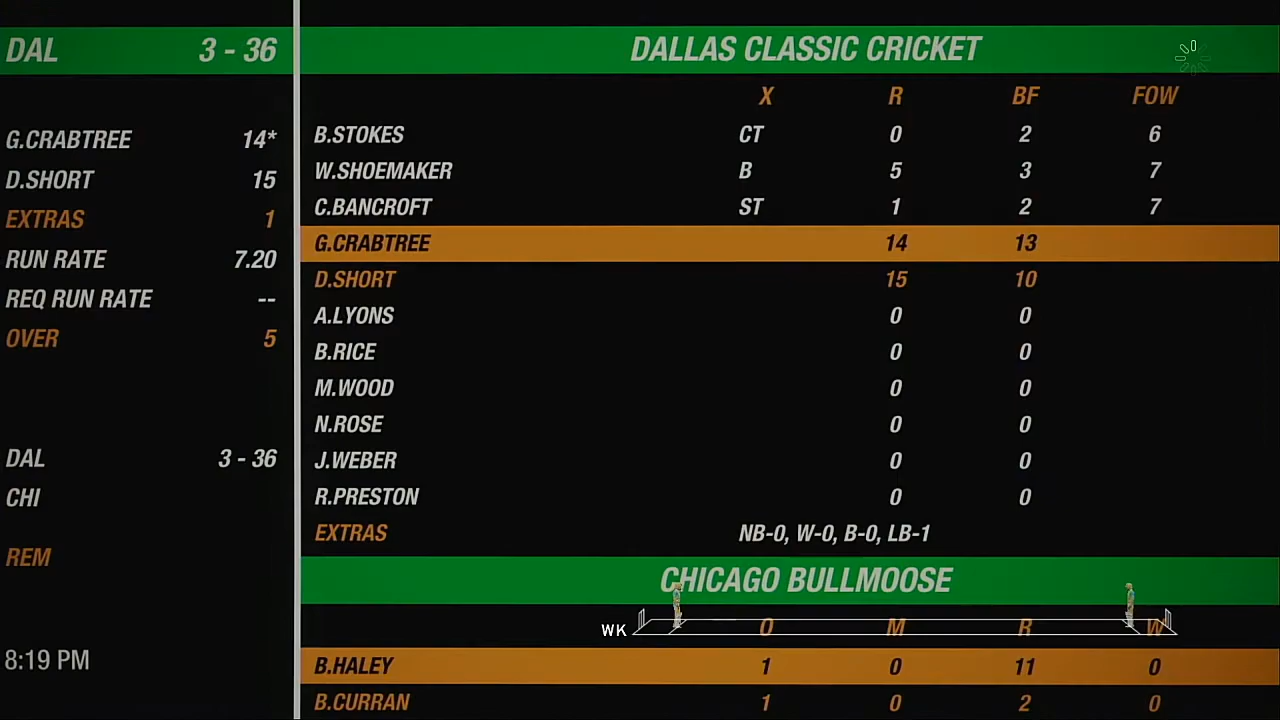 DAL 3 - 36
G.CRABTREE 14*
D.SHORT 15
EXTRAS 1
RUN RATE 7.20
REQ RUN RATE --
OVER 5
DAL 3 - 36
CHI
REM
8:19 PM
DALLAS CLASSIC CRICKET
X R BF FOW
B.STOKES CT 0 2 6
W.SHOEMAKER B 5 3 7
C.BANCROFT ST 1 2 7
G.CRABTREE 14 13
D.SHORT 15 10
A.LYONS 0 0
B.RICE 0 0
M.WOOD 0 0
N.ROSE 0 0
J.WEBER 0 0
R.PRESTON 0 0
EXTRAS NB-0, W-0, B-0, LB-1
CHICAGO BULLMOOSE
WK O M R W
B.HALEY 1 0 11 0
B.CURRAN 1 0 2 0